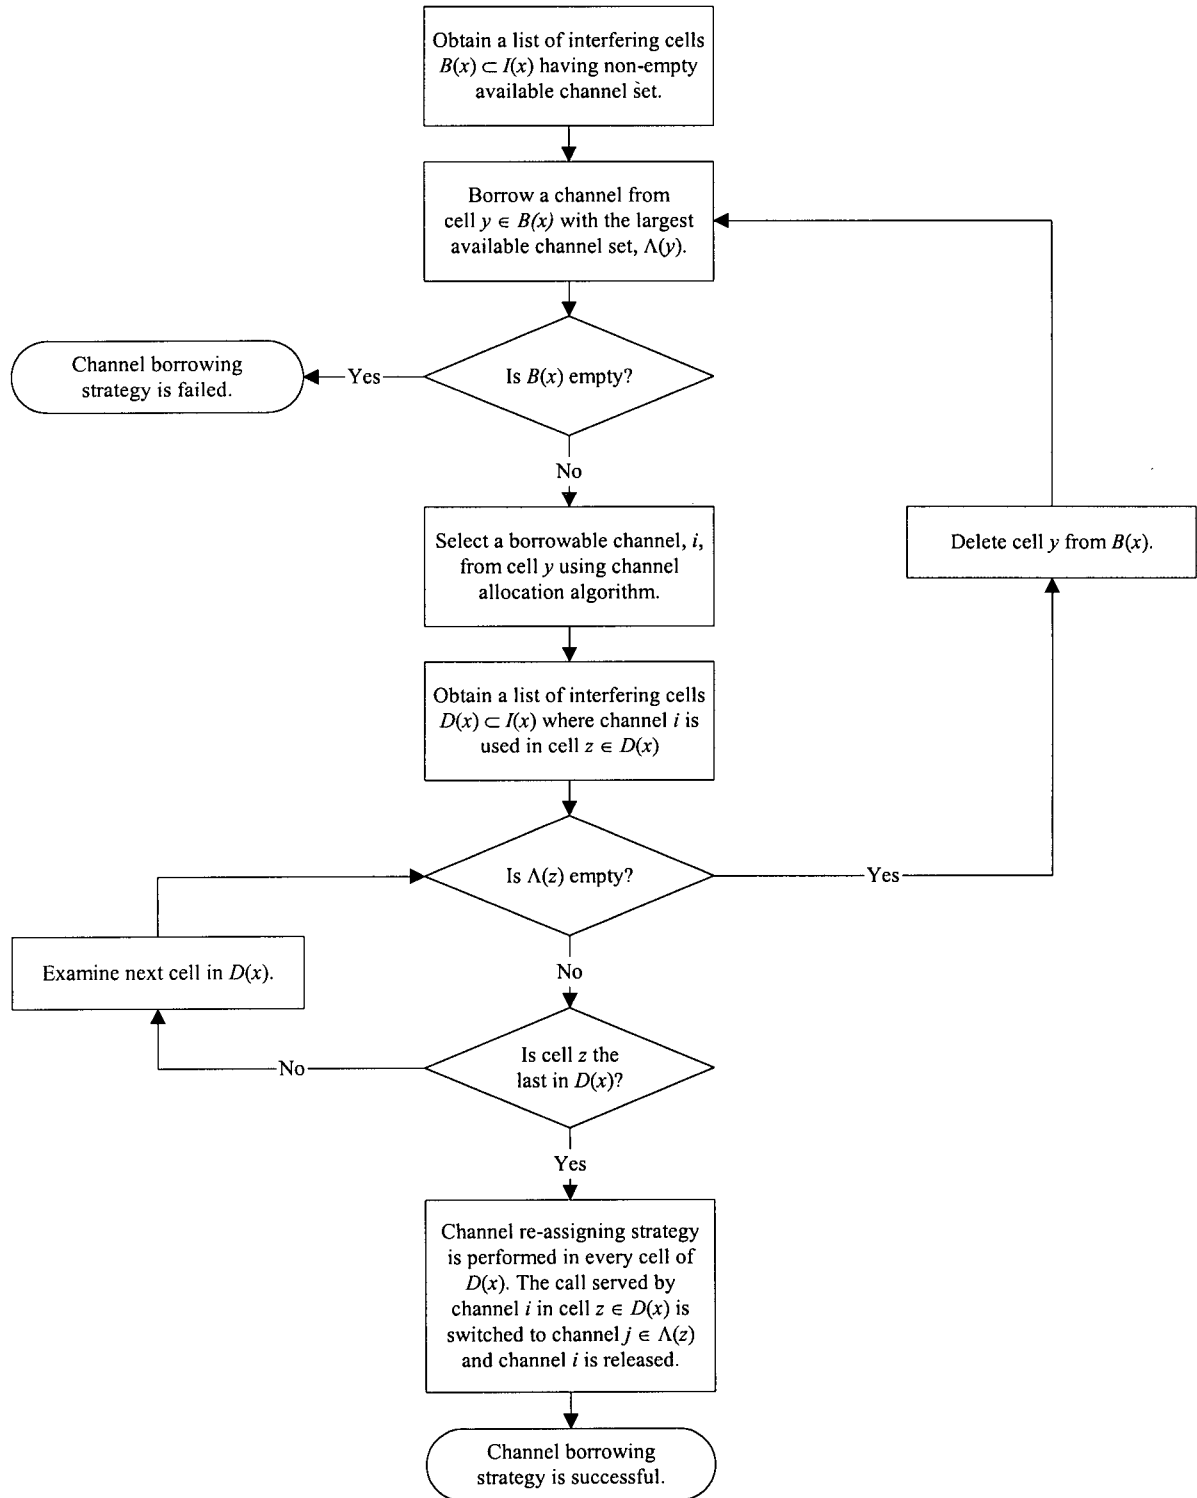 Obtain a list of interfering cells
B(x) ⊂ I(x) having non-empty
available channel set.
Borrow a channel from
cell y ∈ B(x) with the largest
available channel set, Λ(y).
Is B(x) empty?
Yes
Channel borrowing
strategy is failed.
No
Select a borrowable channel, i,
from cell y using channel
allocation algorithm.
Delete cell y from B(x).
Obtain a list of interfering cells
D(x) ⊂ I(x) where channel i is
used in cell z ∈ D(x)
Is Λ(z) empty?
Yes
Examine next cell in D(x).
No
Is cell z the
last in D(x)?
No
Yes
Channel re-assigning strategy
is performed in every cell of
D(x). The call served by
channel i in cell z ∈ D(x) is
switched to channel j ∈ Λ(z)
and channel i is released.
Channel borrowing
strategy is successful.